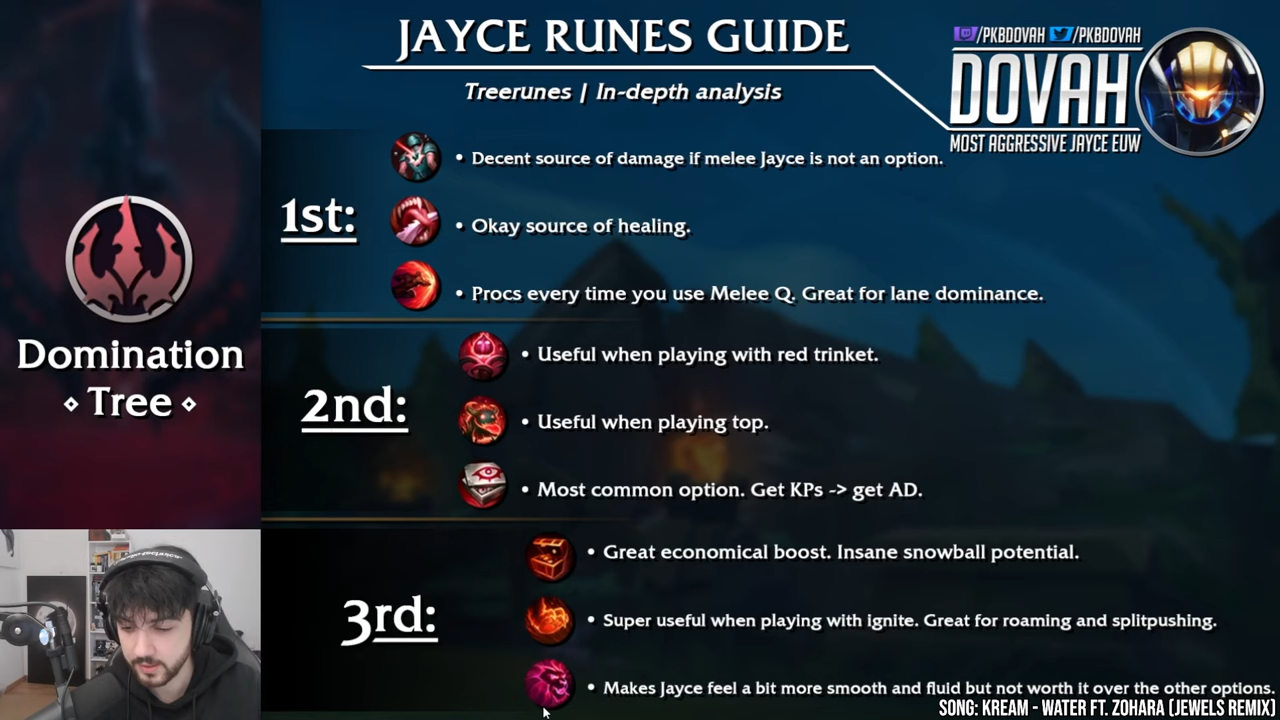 JAYCE RUNES GUIDE
Treerunes | In-depth analysis
/PKBDOVAH /PKBDOVAH
DOVAH
MOST AGGRESSIVE JAYCE EUW
Domination
Tree
1st:
• Decent source of damage if melee Jayce is not an option.
• Okay source of healing.
• Procs every time you use Melee Q. Great for lane dominance.
2nd:
• Useful when playing with red trinket.
• Useful when playing top.
• Most common option. Get KPs -> get AD.
3rd:
• Great economical boost. Insane snowball potential.
• Super useful when playing with ignite. Great for roaming and splitpushing.
• Makes Jayce feel a bit more smooth and fluid but not worth it over the other options.
SONG: KREAM - WATER FT. ZOHARA (JEWELS REMIX)